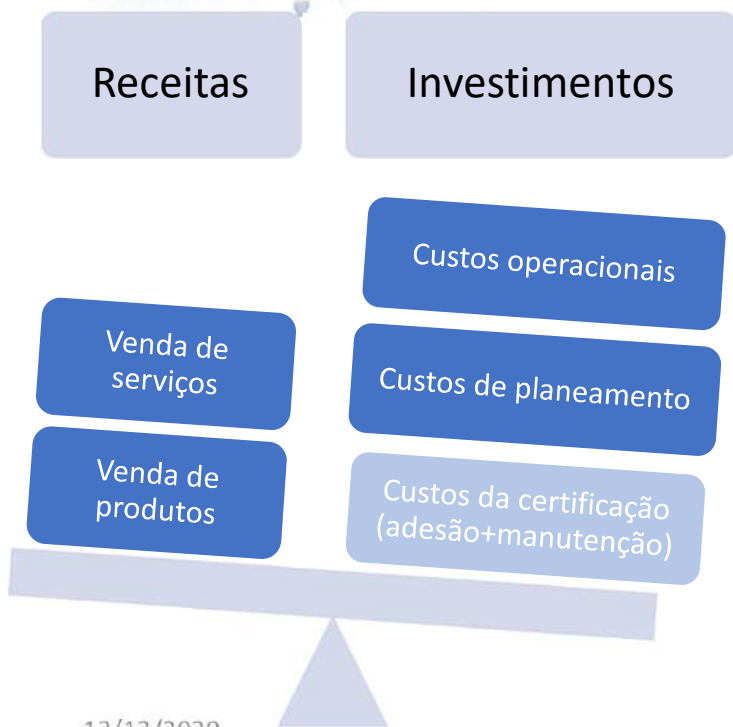 Receitas
Investimentos
Custos operacionais
Venda de
serviços
Custos de planeamento
Venda de
produtos
Custos da certificação
(adesão+manutenção)